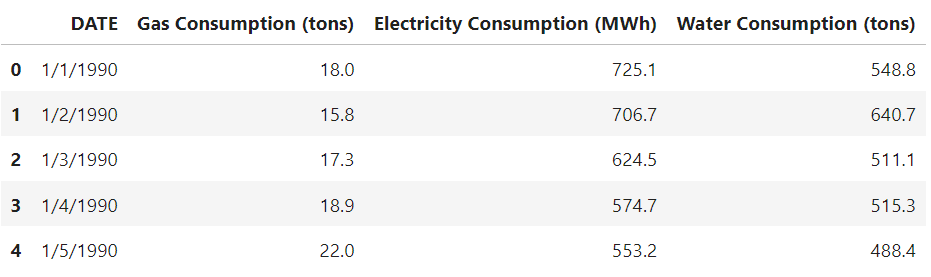 DATE Gas Consumption (tons) Electricity Consumption (MWh) Water Consumption (tons)
0 1/1/1990 18.0 725.1 548.8
1 1/2/1990 15.8 706.7 640.7
2 1/3/1990 17.3 624.5 511.1
3 1/4/1990 18.9 574.7 515.3
4 1/5/1990 22.0 553.2 488.4